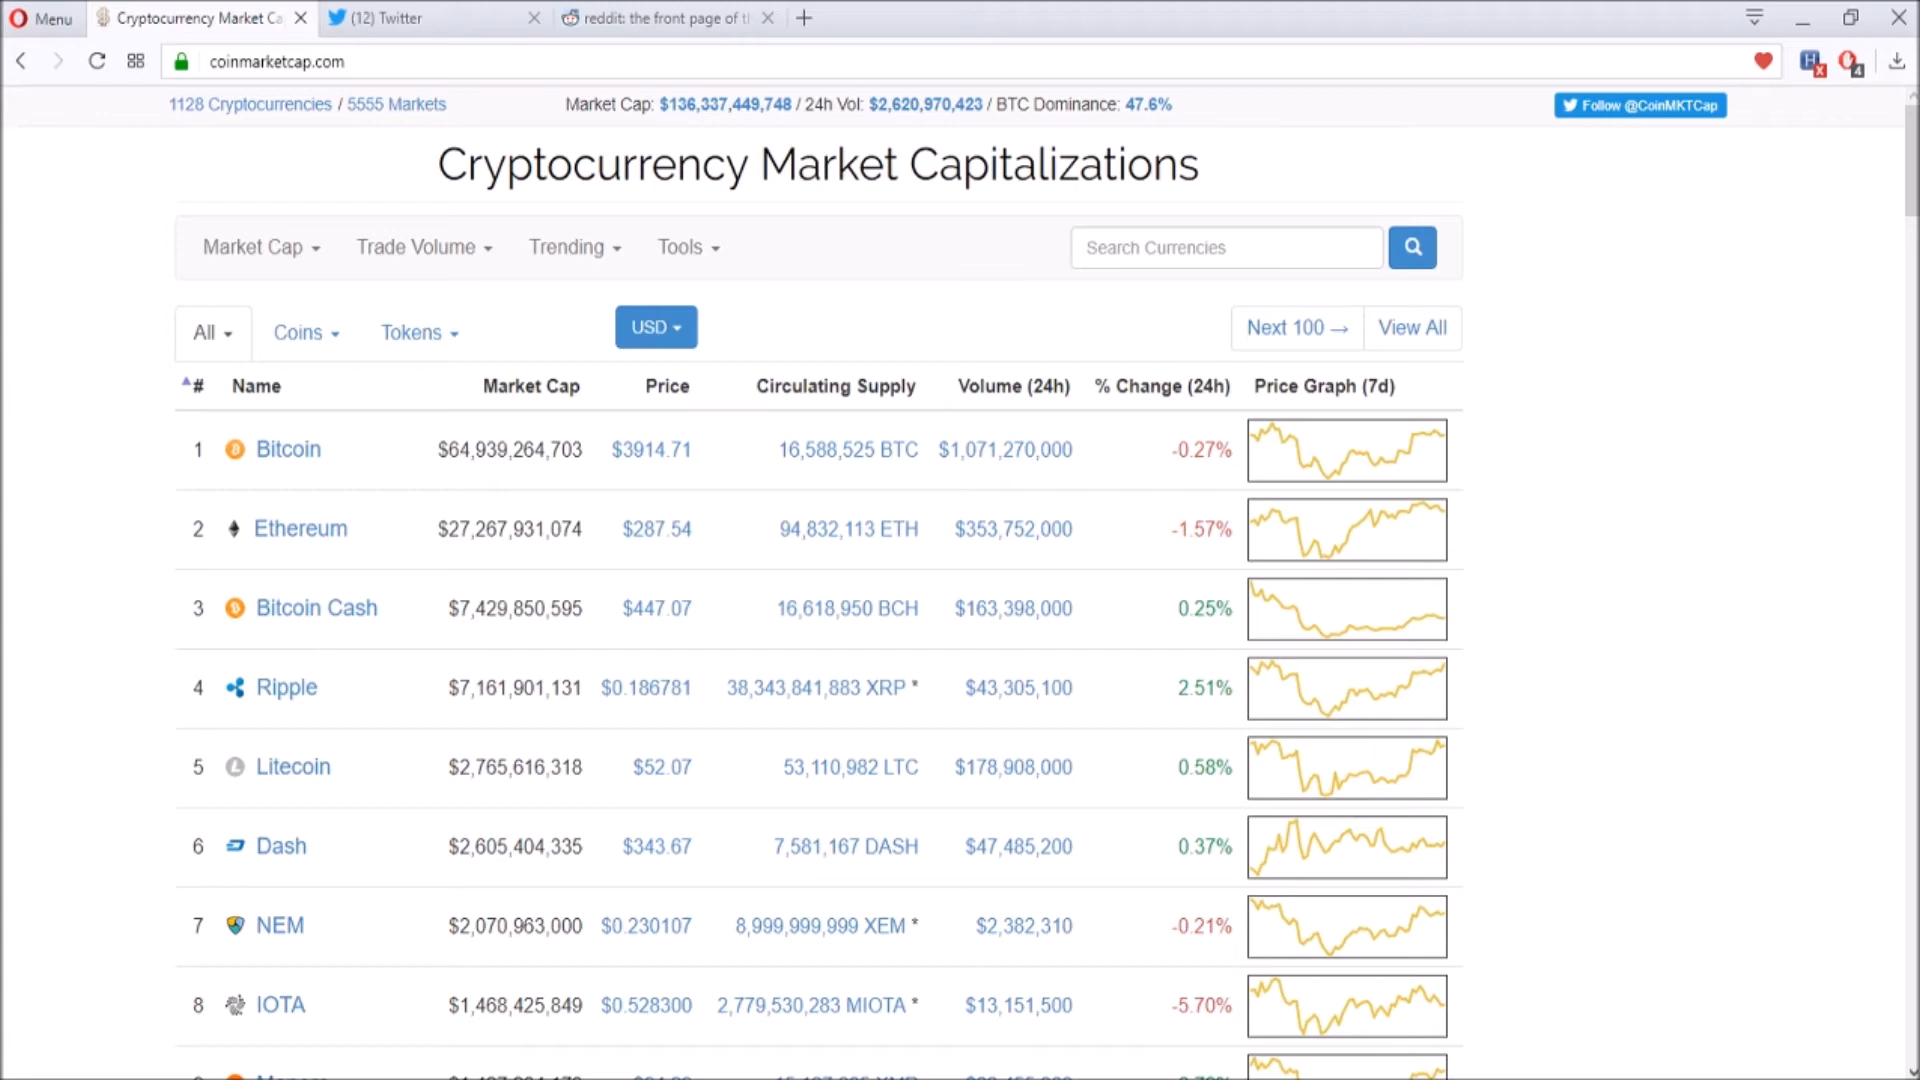 Menu Cryptocurrency Market Ca (12) Twitter reddit: the front page of t
coinmarketcap.com
1128 Cryptocurrencies / 5555 Markets Market Cap: $136,337,449,748 / 24h Vol: $2,620,970,423 / BTC Dominance: 47.6% Follow @CoinMKTCap
Cryptocurrency Market Capitalizations
Market Cap Trade Volume Trending Tools Search Currencies
All Coins Tokens USD Next 100 → View All
# Name Market Cap Price Circulating Supply Volume (24h) % Change (24h) Price Graph (7d)
1 Bitcoin $64,939,264,703 $3914.71 16,588,525 BTC $1,071,270,000 -0.27%
2 Ethereum $27,267,931,074 $287.54 94,832,113 ETH $353,752,000 -1.57%
3 Bitcoin Cash $7,429,850,595 $447.07 16,618,950 BCH $163,398,000 0.25%
4 Ripple $7,161,901,131 $0.186781 38,343,841,883 XRP * $43,305,100 2.51%
5 Litecoin $2,765,616,318 $52.07 53,110,982 LTC $178,908,000 0.58%
6 Dash $2,605,404,335 $343.67 7,581,167 DASH $47,485,200 0.37%
7 NEM $2,070,963,000 $0.230107 8,999,999,999 XEM * $2,382,310 -0.21%
8 IOTA $1,468,425,849 $0.528300 2,779,530,283 MIOTA * $13,151,500 -5.70%